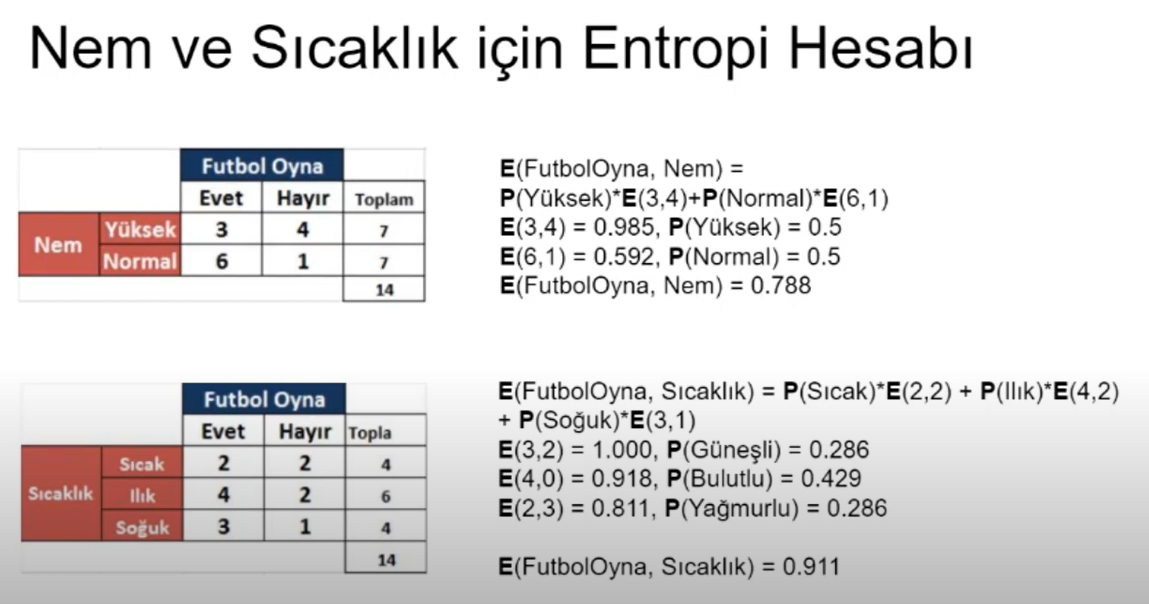 Nem ve Sıcaklık için Entropi Hesabı
Futbol Oyna
Evet Hayır Toplam
Nem Yüksek 3 4 7
Normal 6 1 7
14
E(FutbolOyna, Nem) =
P(Yüksek)*E(3,4)+P(Normal)*E(6,1)
E(3,4) = 0.985, P(Yüksek) = 0.5
E(6,1) = 0.592, P(Normal) = 0.5
E(FutbolOyna, Nem) = 0.788
Futbol Oyna
Evet Hayır Topla
Sıcaklık Sıcak 2 2 4
Ilık 4 2 6
Soğuk 3 1 4
14
E(FutbolOyna, Sıcaklık) = P(Sıcak)*E(2,2) + P(Ilık)*E(4,2)
+ P(Soğuk)*E(3,1)
E(3,2) = 1.000, P(Güneşli) = 0.286
E(4,0) = 0.918, P(Bulutlu) = 0.429
E(2,3) = 0.811, P(Yağmurlu) = 0.286
E(FutbolOyna, Sıcaklık) = 0.911